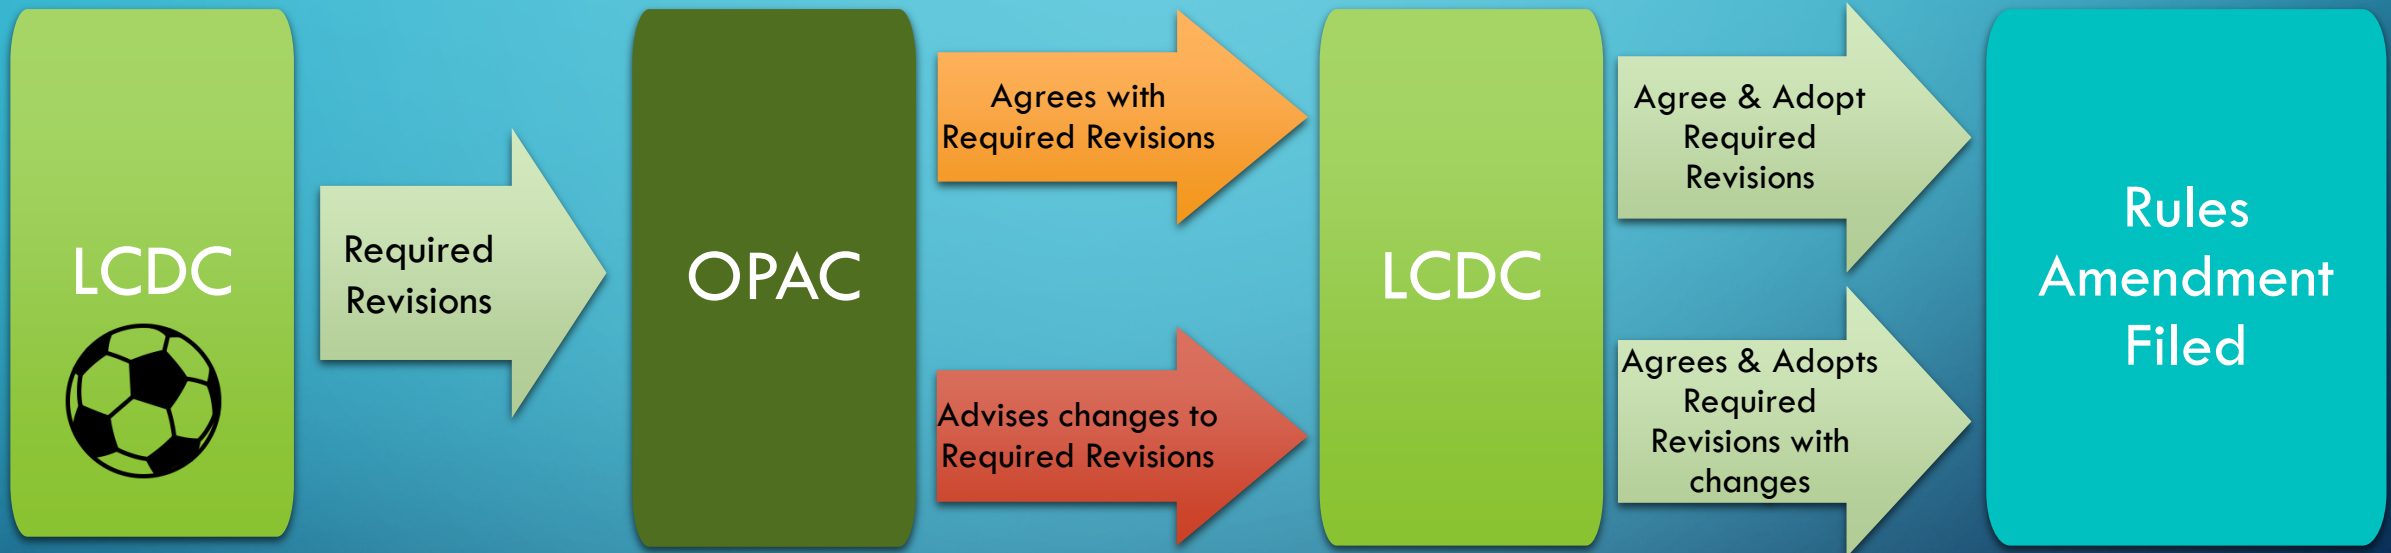 LCDC
Required
Revisions
OPAC
Agrees with
Required Revisions
Advises changes to
Required Revisions
LCDC
Agree & Adopt
Required
Revisions
Agrees & Adopts
Required
Revisions with
changes
Rules
Amendment
Filed